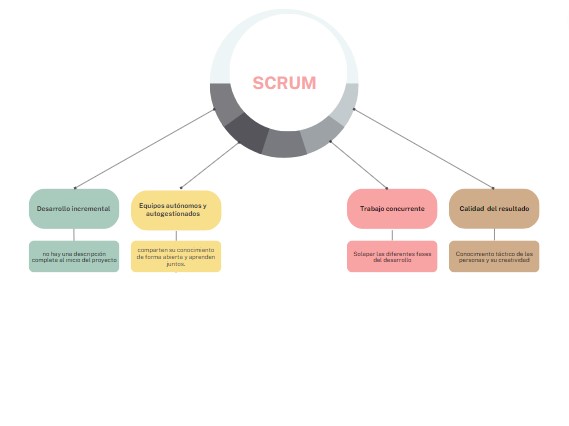 SCRUM
Desarrollo incremental
Equipos autónomos y
autogestionados
Trabajo concurrente
Calidad del resultado
no hay una descripción
complete al inicio del proyecto
comparten su conocimiento
de forma abierta y aprenden
juntos.
Solapar las diferentes fases
del desarrollo
Conocimiento táctico de las
personas y su creatividad